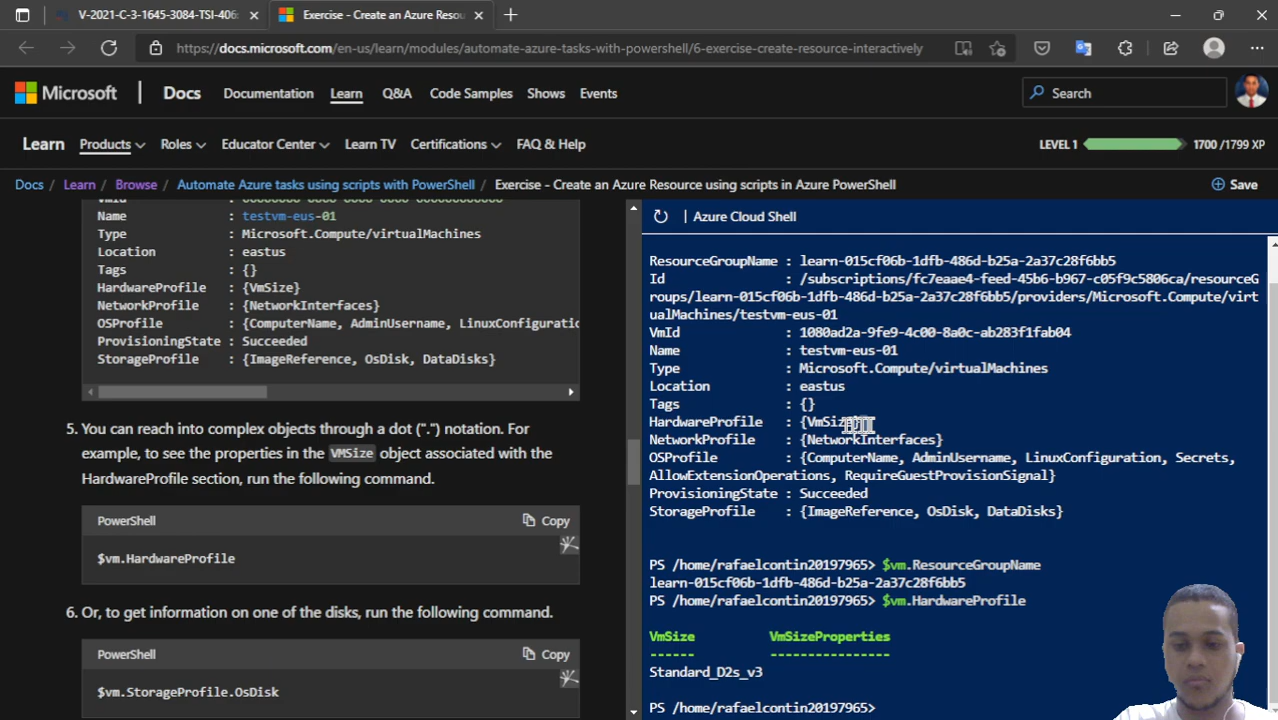 V-2021-C-3-1645-3084-TSI-406
Exercise - Create an Azure Resou
https://docs.microsoft.com/en-us/learn/modules/automate-azure-tasks-with-powershell/6-exercise-create-resource-interactively
Microsoft
Docs
Documentation
Learn
Q&A
Code Samples
Shows
Events
Search
Learn
Products
Roles
Educator Center
Learn TV
Certifications
FAQ & Help
LEVEL 1
1700 /1799 XP
Docs / Learn / Browse / Automate Azure tasks using scripts with PowerShell / Exercise - Create an Azure Resource using scripts in Azure PowerShell
Save
Name : testvm-eus-01
Type : Microsoft.Compute/virtualMachines
Location : eastus
Tags : {}
HardwareProfile : {VmSize}
NetworkProfile : {NetworkInterfaces}
OSProfile : {ComputerName, AdminUsername, LinuxConfiguratio
ProvisioningState : Succeeded
StorageProfile : {ImageReference, OsDisk, DataDisks}
5. You can reach into complex objects through a dot (".") notation. For
example, to see the properties in the VMSize object associated with the
HardwareProfile section, run the following command.
PowerShell
Copy
$vm.HardwareProfile
6. Or, to get information on one of the disks, run the following command.
PowerShell
Copy
$vm.StorageProfile.OsDisk
| Azure Cloud Shell
ResourceGroupName : learn-015cf06b-1dfb-486d-b25a-2a37c28f6bb5
Id : /subscriptions/fc7eaae4-feed-45b6-b967-c05f9c5806ca/resourceG
roups/learn-015cf06b-1dfb-486d-b25a-2a37c28f6bb5/providers/Microsoft.Compute/virt
ualMachines/testvm-eus-01
VmId : 1080ad2a-9fe9-4c00-8a0c-ab283f1fab04
Name : testvm-eus-01
Type : Microsoft.Compute/virtualMachines
Location : eastus
Tags : {}
HardwareProfile : {VmSize}
NetworkProfile : {NetworkInterfaces}
OSProfile : {ComputerName, AdminUsername, LinuxConfiguration, Secrets,
AllowExtensionOperations, RequireGuestProvisionSignal}
ProvisioningState : Succeeded
StorageProfile : {ImageReference, OsDisk, DataDisks}
PS /home/rafaelcontin20197965> $vm.ResourceGroupName
learn-015cf06b-1dfb-486d-b25a-2a37c28f6bb5
PS /home/rafaelcontin20197965> $vm.HardwareProfile
VmSize VmSizeProperties
------ ----------------
Standard_D2s_v3
PS /home/rafaelcontin20197965>